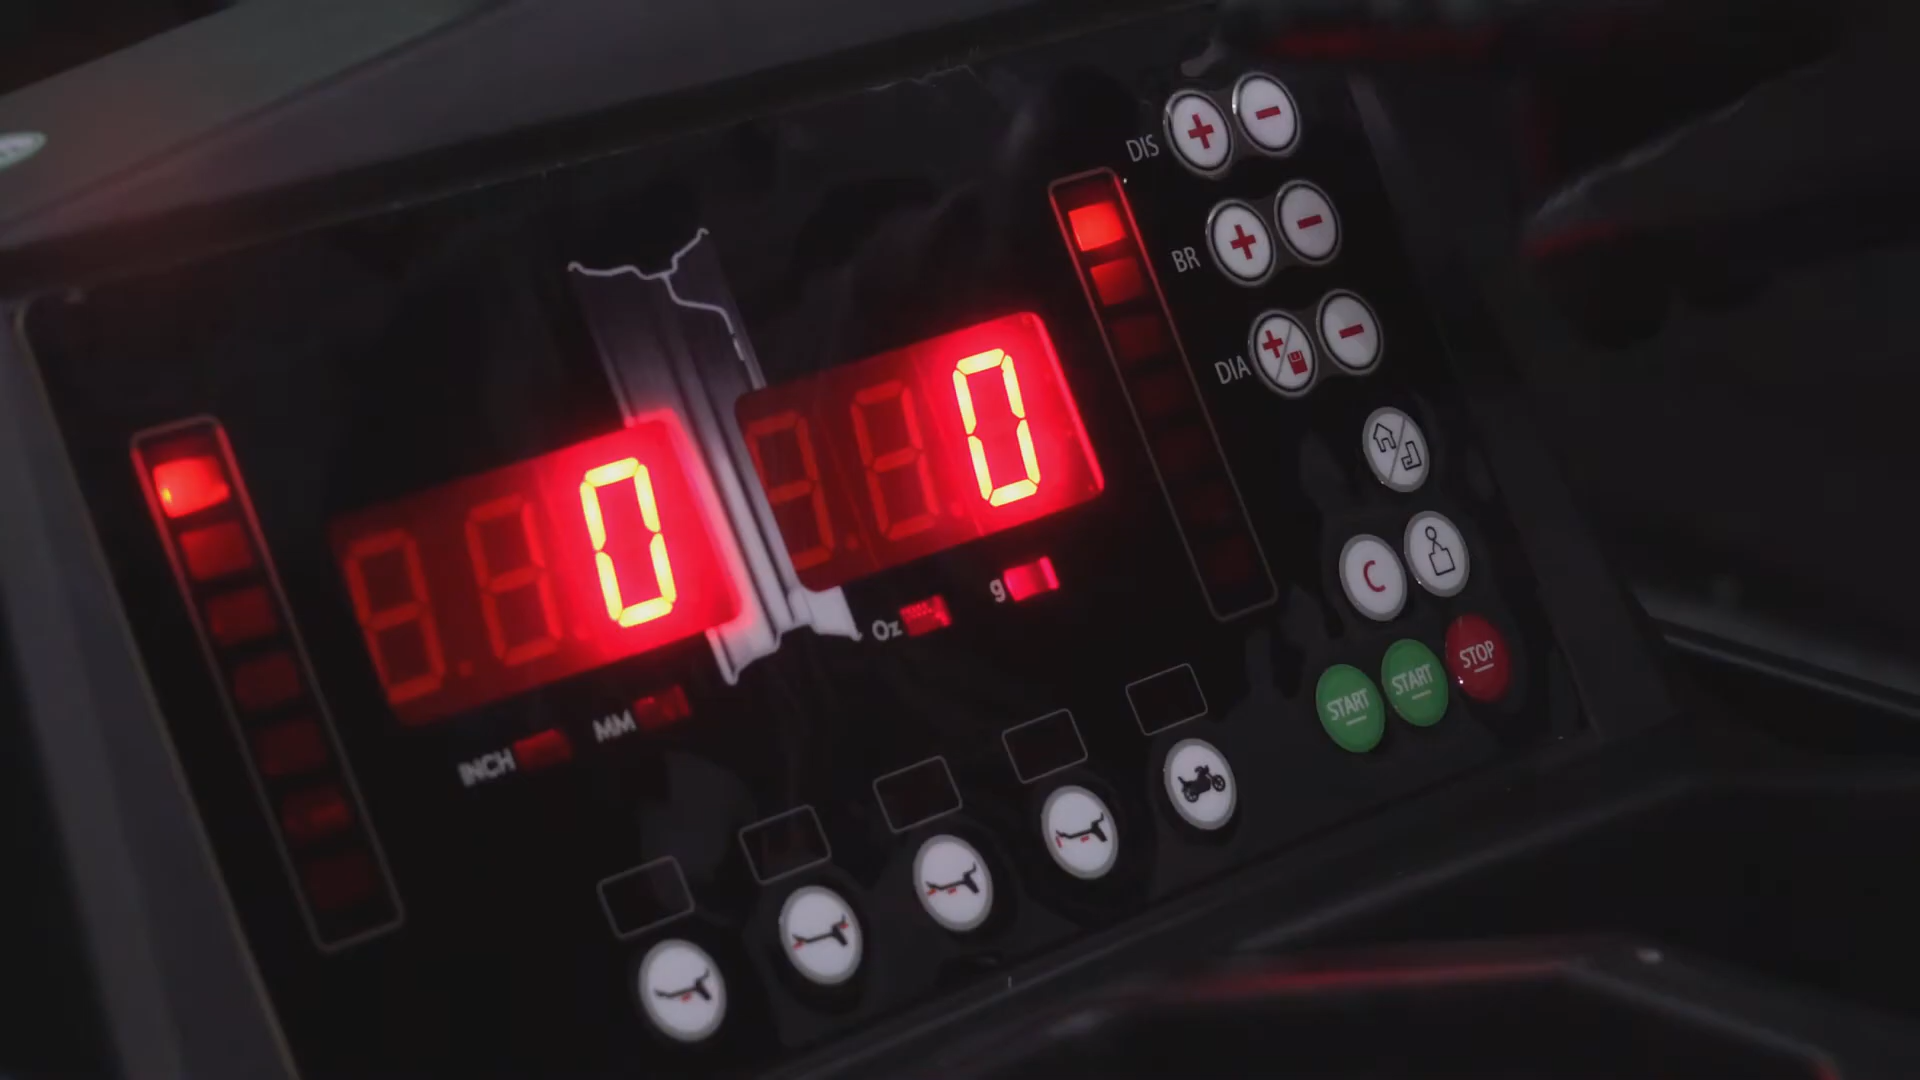 DIS + -
BR + -
DIA + -
0
0
Oz
g
INCH
MM
C
START
START
STOP